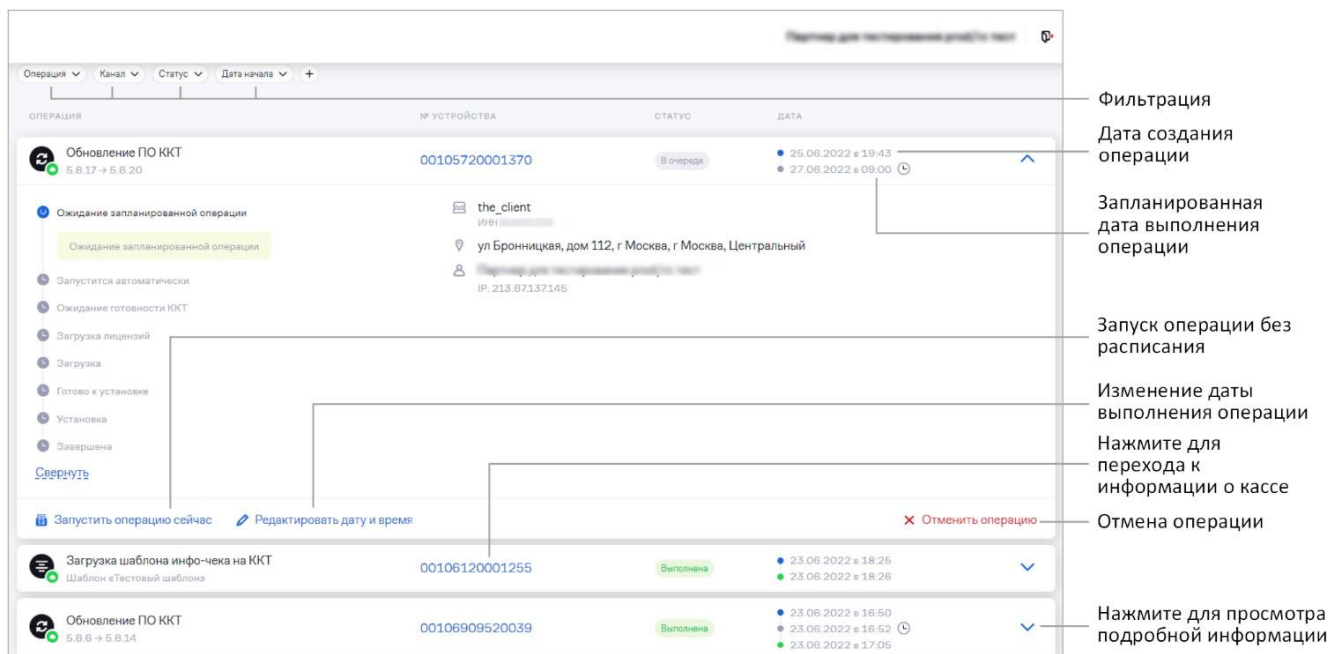 Операция Канал Статус Дата начала +
Фильтрация
ОПЕРАЦИЯ № УСТРОЙСТВА СТАТУС ДАТА
Дата создания
операции
Обновление ПО ККТ
5.8.17 → 5.8.20
00105720001370
В очереди
25.06.2022 в 19:43
27.06.2022 в 09:00
Запланированная
дата выполнения
операции
Ожидание запланированной операции
Ожидание запланированной операции
Запустится автоматически
Ожидание готовности ККТ
Загрузка лицензий
Загрузка
Готово к установке
Установка
Завершена
Свернуть
the_client
ИНН
ул Бронницкая, дом 112, г Москва, г Москва, Центральный
IP: 213.87.137.145
Запуск операции без
расписания
Изменение даты
выполнения операции
Нажмите для
перехода к
информации о кассе
Запустить операцию сейчас Редактировать дату и время Отменить операцию
Отмена операции
Загрузка шаблона инфо-чека на ККТ
Шаблон «Тестовый шаблон»
00106120001255
Выполнена
23.06.2022 в 18:25
23.06.2022 в 18:26
Обновление ПО ККТ
5.8.6 → 5.8.14
00106909520039
Выполнена
23.06.2022 в 16:50
23.06.2022 в 16:52
23.06.2022 в 17:05
Нажмите для просмотра
подробной информации